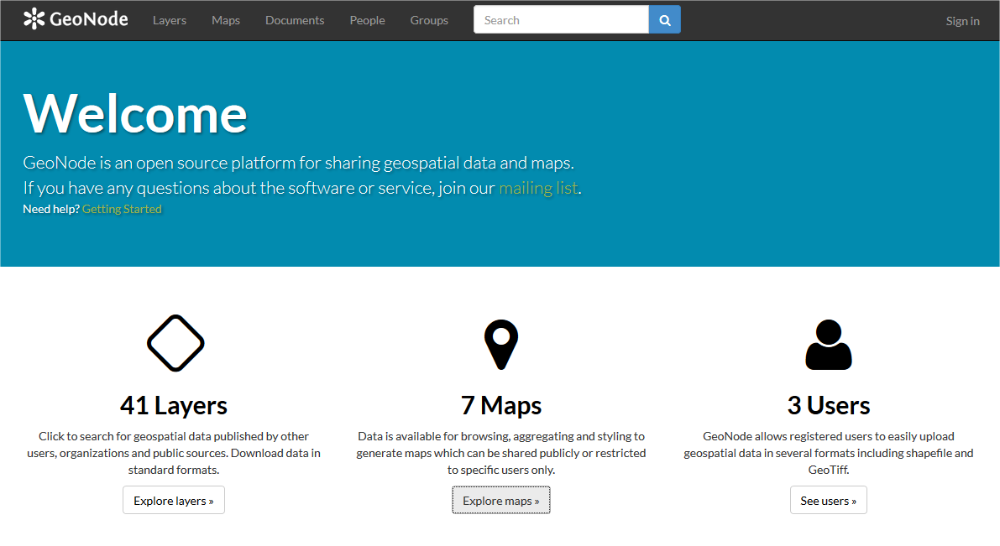 GeoNode Layers Maps Documents People Groups Search Sign in
Welcome
GeoNode is an open source platform for sharing geospatial data and maps.
If you have any questions about the software or service, join our mailing list.
Need help? Getting Started
41 Layers
Click to search for geospatial data published by other
users, organizations and public sources. Download data in
standard formats.
Explore layers »
7 Maps
Data is available for browsing, aggregating and styling to
generate maps which can be shared publicly or restricted
to specific users only.
Explore maps »
3 Users
GeoNode allows registered users to easily upload
geospatial data in several formats including shapefile and
GeoTiff.
See users »